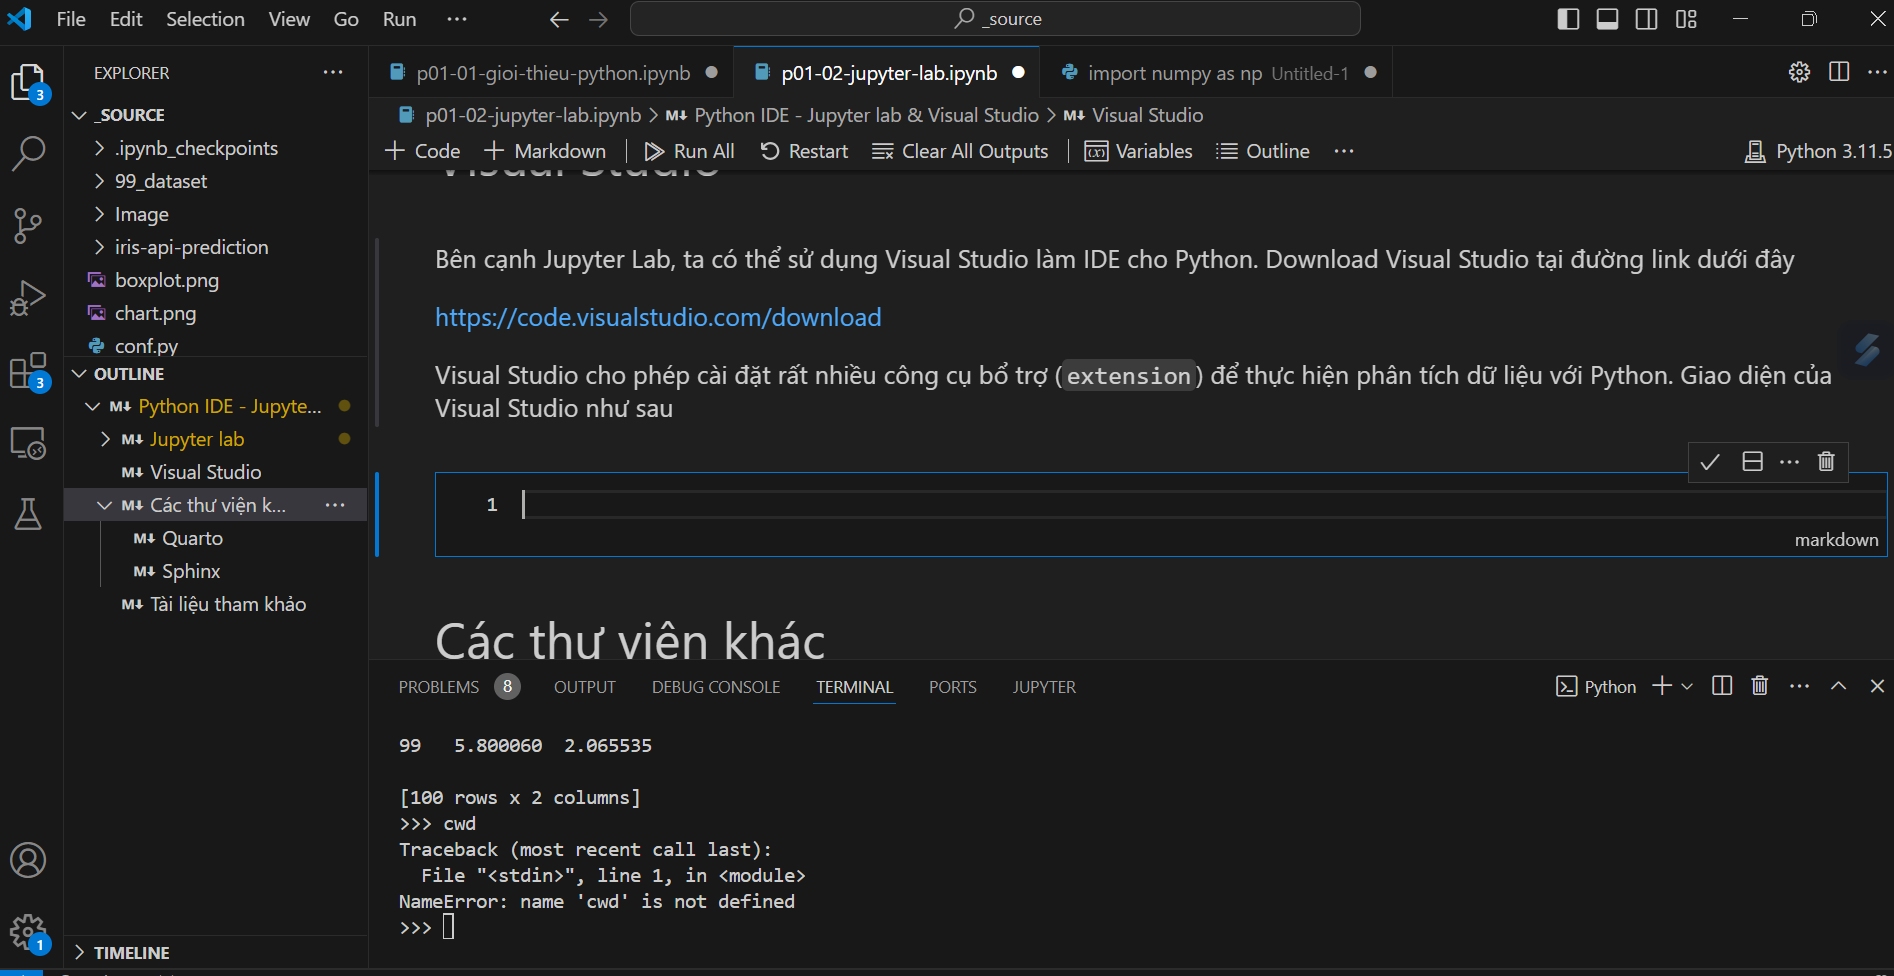 File Edit Selection View Go Run ··· _source
EXPLORER ···
_SOURCE
.ipynb_checkpoints
99_dataset
Image
iris-api-prediction
boxplot.png
chart.png
conf.py
OUTLINE
Python IDE - Jupyte...
Jupyter lab
Visual Studio
Các thư viện k... ···
Quarto
Sphinx
Tài liệu tham khảo
TIMELINE
3
3
1
p01-01-gioi-thieu-python.ipynb p01-02-jupyter-lab.ipynb import numpy as np Untitled-1
p01-02-jupyter-lab.ipynb > M↓ Python IDE - Jupyter lab & Visual Studio > M↓ Visual Studio
+ Code + Markdown Run All Restart Clear All Outputs Variables Outline ··· Python 3.11.5
Visual Studio
Bên cạnh Jupyter Lab, ta có thể sử dụng Visual Studio làm IDE cho Python. Download Visual Studio tại đường link dưới đây
https://code.visualstudio.com/download
Visual Studio cho phép cài đặt rất nhiều công cụ bổ trợ (extension) để thực hiện phân tích dữ liệu với Python. Giao diện của
Visual Studio như sau
1
markdown
Các thư viện khác
PROBLEMS 8 OUTPUT DEBUG CONSOLE TERMINAL PORTS JUPYTER Python
99 5.800060 2.065535
[100 rows x 2 columns]
>>> cwd
Traceback (most recent call last):
File "<stdin>", line 1, in <module>
NameError: name 'cwd' is not defined
>>>